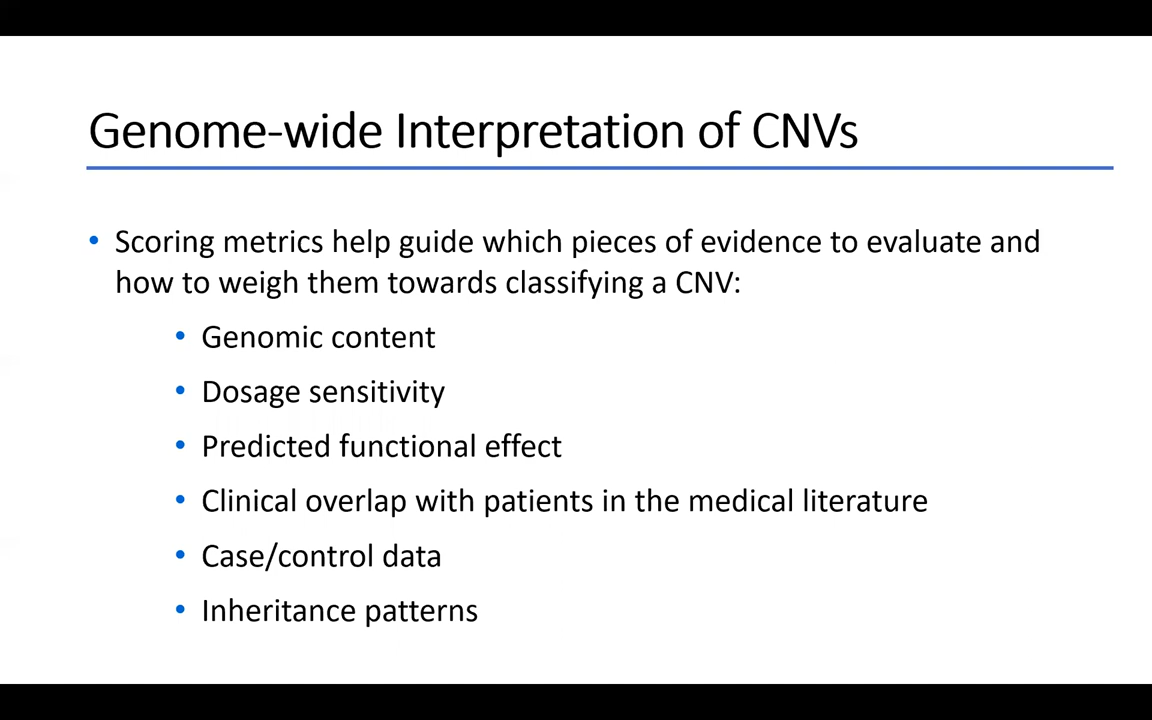 Genome-wide Interpretation of CNVs
• Scoring metrics help guide which pieces of evidence to evaluate and
how to weigh them towards classifying a CNV:
• Genomic content
• Dosage sensitivity
• Predicted functional effect
• Clinical overlap with patients in the medical literature
• Case/control data
• Inheritance patterns